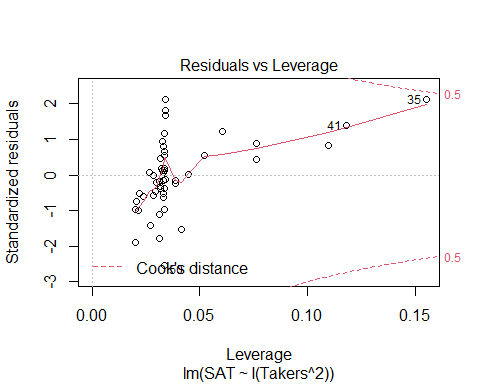 Residuals vs Leverage
Standardized residuals
2
1
0
-1
-2
-3
0.5
35
41
0.5
Cook's distance
0.00
0.05
0.10
0.15
Leverage
lm(SAT ~ I(Takers^2))